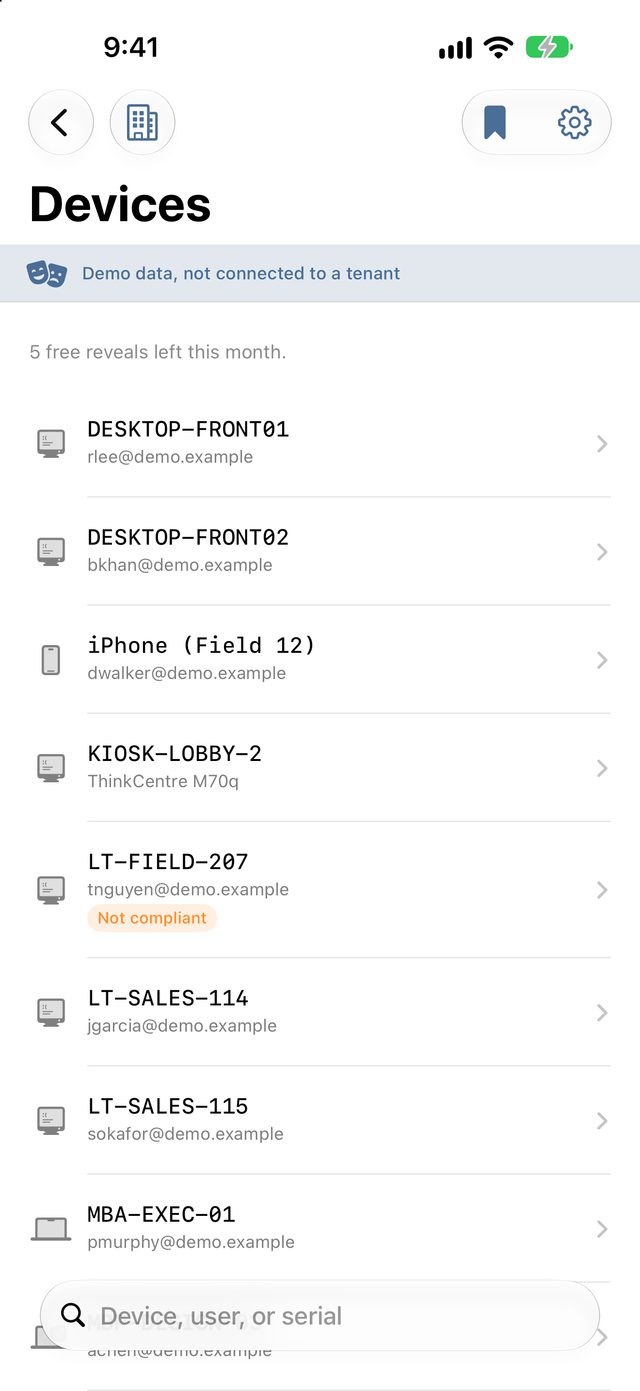 9:41
Devices
Demo data, not connected to a tenant
5 free reveals left this month.
DESKTOP-FRONT01
rlee@demo.example
DESKTOP-FRONT02
bkhan@demo.example
iPhone (Field 12)
dwalker@demo.example
KIOSK-LOBBY-2
ThinkCentre M70q
LT-FIELD-207
tnguyen@demo.example
Not compliant
LT-SALES-114
jgarcia@demo.example
LT-SALES-115
sokafor@demo.example
MBA-EXEC-01
pmurphy@demo.example
Device, user, or serial
achen@demo.example